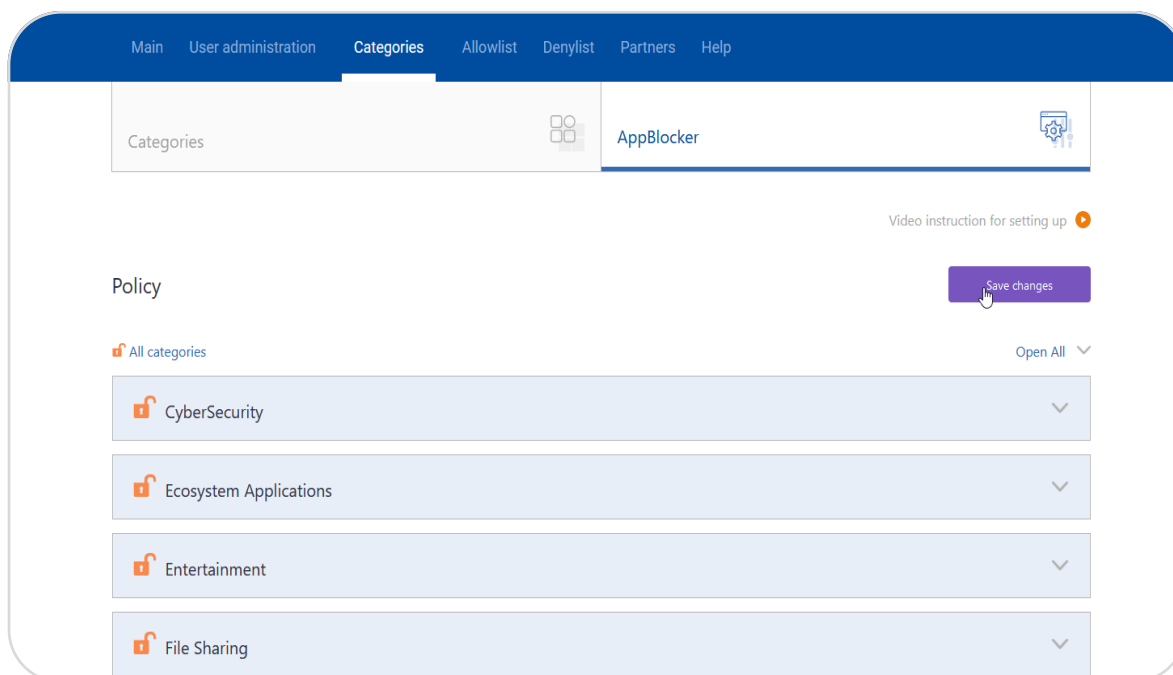 Main User administration Categories Allowlist Denylist Partners Help
Categories
AppBlocker
Video instruction for setting up
Policy
Save changes
All categories
Open All
CyberSecurity
Ecosystem Applications
Entertainment
File Sharing